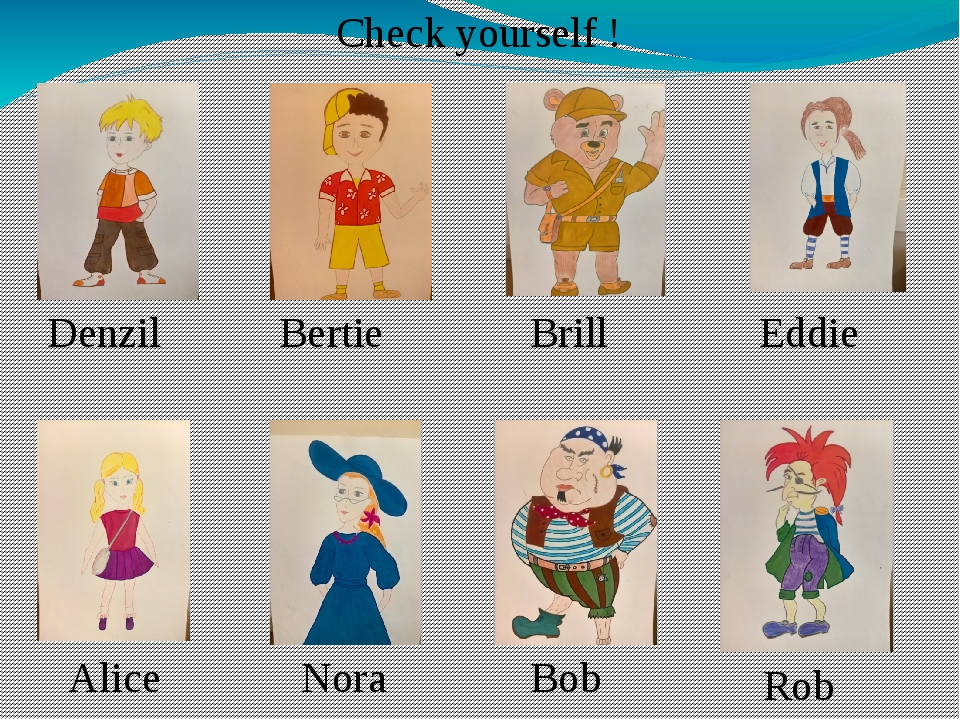 Check yourself !
Denzil Bertie Brill Eddie
Alice Nora Bob Rob